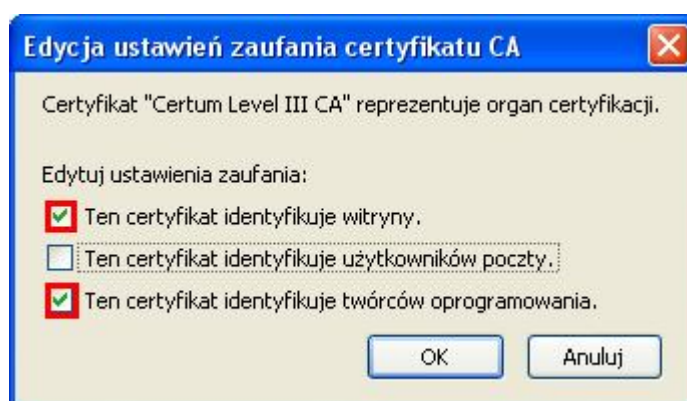 Edycja ustawień zaufania certyfikatu CA
Certyfikat "Certum Level III CA" reprezentuje organ certyfikacji.
Edytuj ustawienia zaufania:
Ten certyfikat identyfikuje witryny.
Ten certyfikat identyfikuje użytkowników poczty.
Ten certyfikat identyfikuje twórców oprogramowania.
OK Anuluj